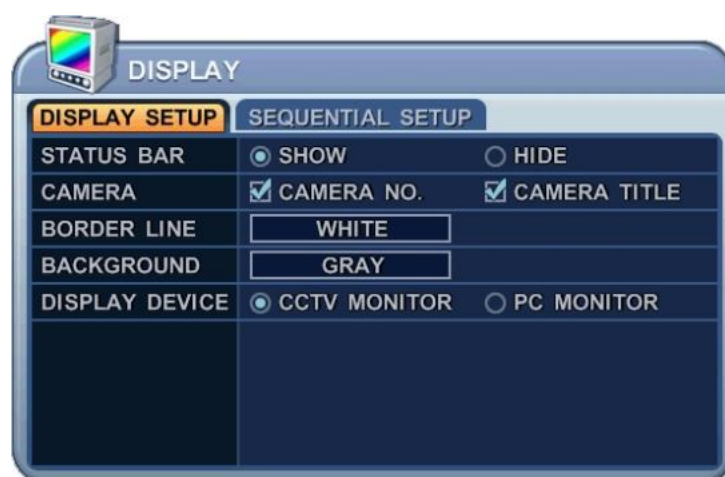 DISPLAY
DISPLAY SETUP SEQUENTIAL SETUP
STATUS BAR SHOW HIDE
CAMERA CAMERA NO. CAMERA TITLE
BORDER LINE WHITE
BACKGROUND GRAY
DISPLAY DEVICE CCTV MONITOR PC MONITOR